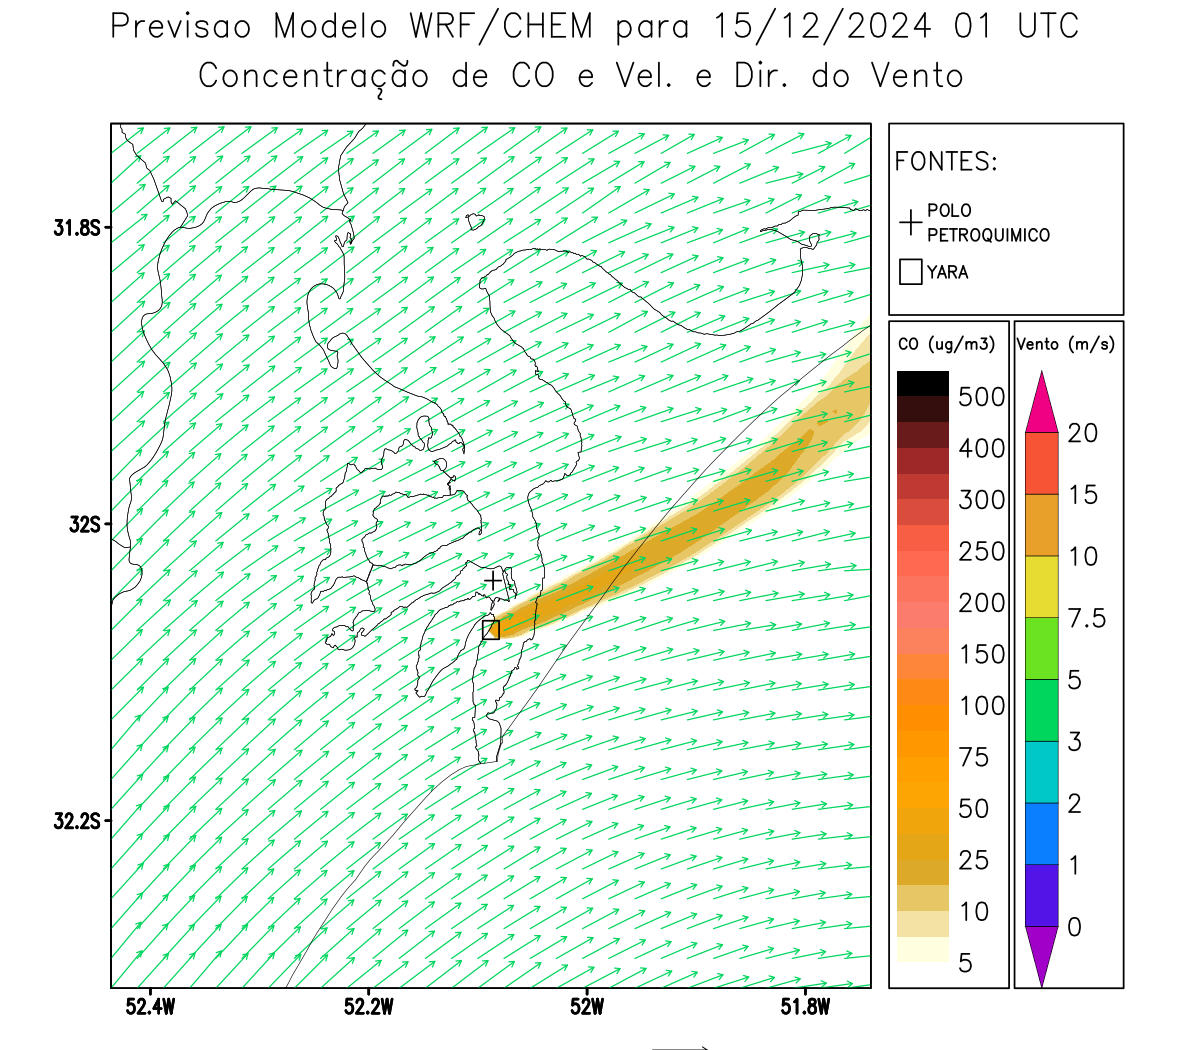 Previsao Modelo WRF/CHEM para 15/12/2024 01 UTC
Concentração de CO e Vel. e Dir. do Vento
FONTES:
POLO
PETROQUIMICO
YARA
CO (ug/m3)
500
400
300
250
200
150
100
75
50
25
10
5
Vento (m/s)
20
15
10
7.5
5
3
2
1
0
31.8S
32S
32.2S
52.4W
52.2W
52W
51.8W